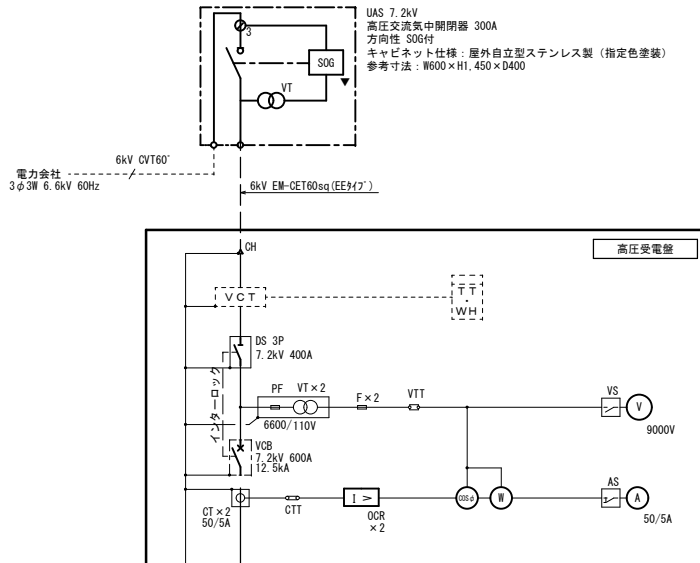 UAS 7.2kV
高圧交流気中開閉器 300A
方向性 SOG付
キャビネット仕様：屋外自立型ステンレス製（指定色塗装）
参考寸法：W600×H1,450×D400
3
SOG
VT
6kV CVT60゜
電力会社
3φ3W 6.6kV 60Hz
6kV EM-CET60sq(EEﾀｲﾌﾟ)
高圧受電盤
CH
VCT
TT
・
WH
DS 3P
7.2kV 400A
インターロック
PF VT×2
F×2
VTT
VS
V
9000V
6600/110V
VCB
7.2kV 600A
12.5kA
CT×2
50/5A
CTT
I >
OCR
×2
COSφ
W
AS
A
50/5A